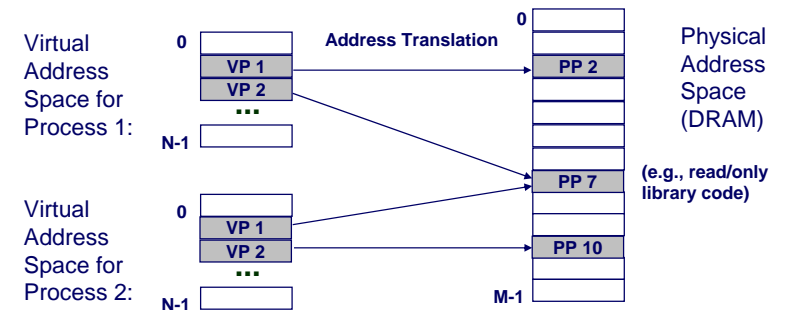 Virtual
Address
Space for
Process 1:
0
VP 1
VP 2
...
N-1
Address Translation
0
PP 2
PP 7
PP 10
M-1
Physical
Address
Space
(DRAM)
(e.g., read/only
library code)
Virtual
Address
Space for
Process 2:
0
VP 1
VP 2
...
N-1